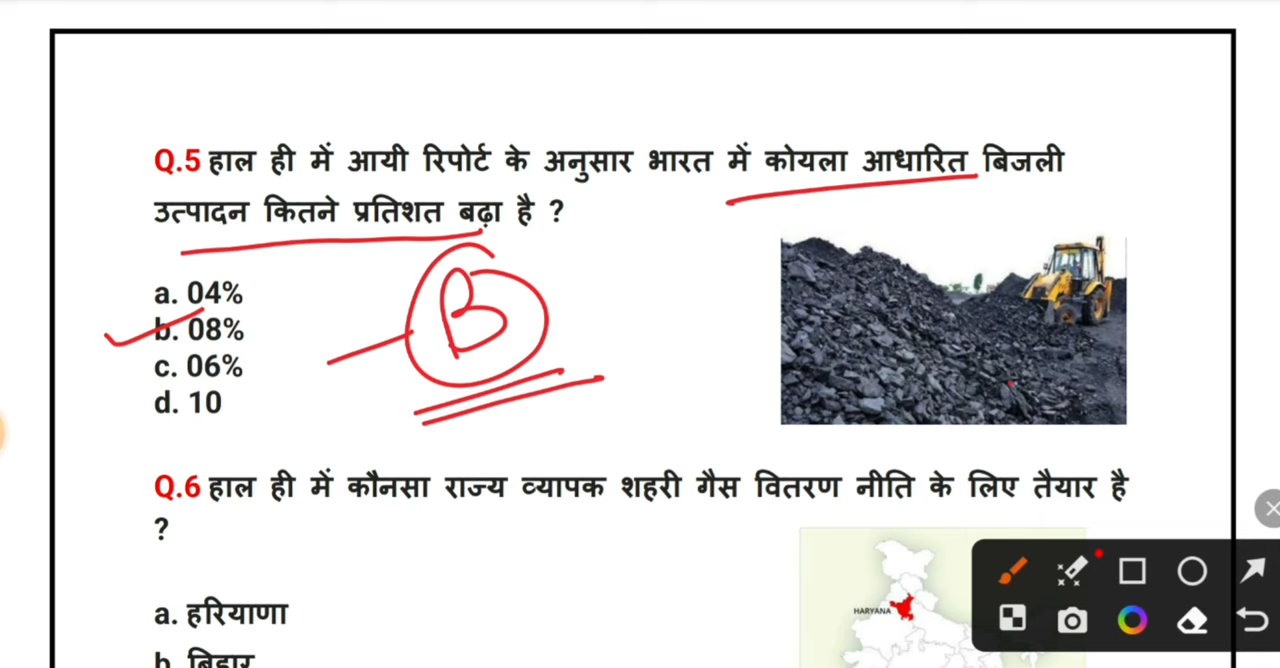 Q.5 हाल ही में आयी रिपोर्ट के अनुसार भारत में कोयला आधारित बिजली
उत्पादन कितने प्रतिशत बढ़ा है ?
a. 04%
b. 08%
c. 06%
d. 10
B
Q.6 हाल ही में कौनसा राज्य व्यापक शहरी गैस वितरण नीति के लिए तैयार है
?
HARYANA
a. हरियाणा
b. बिहार